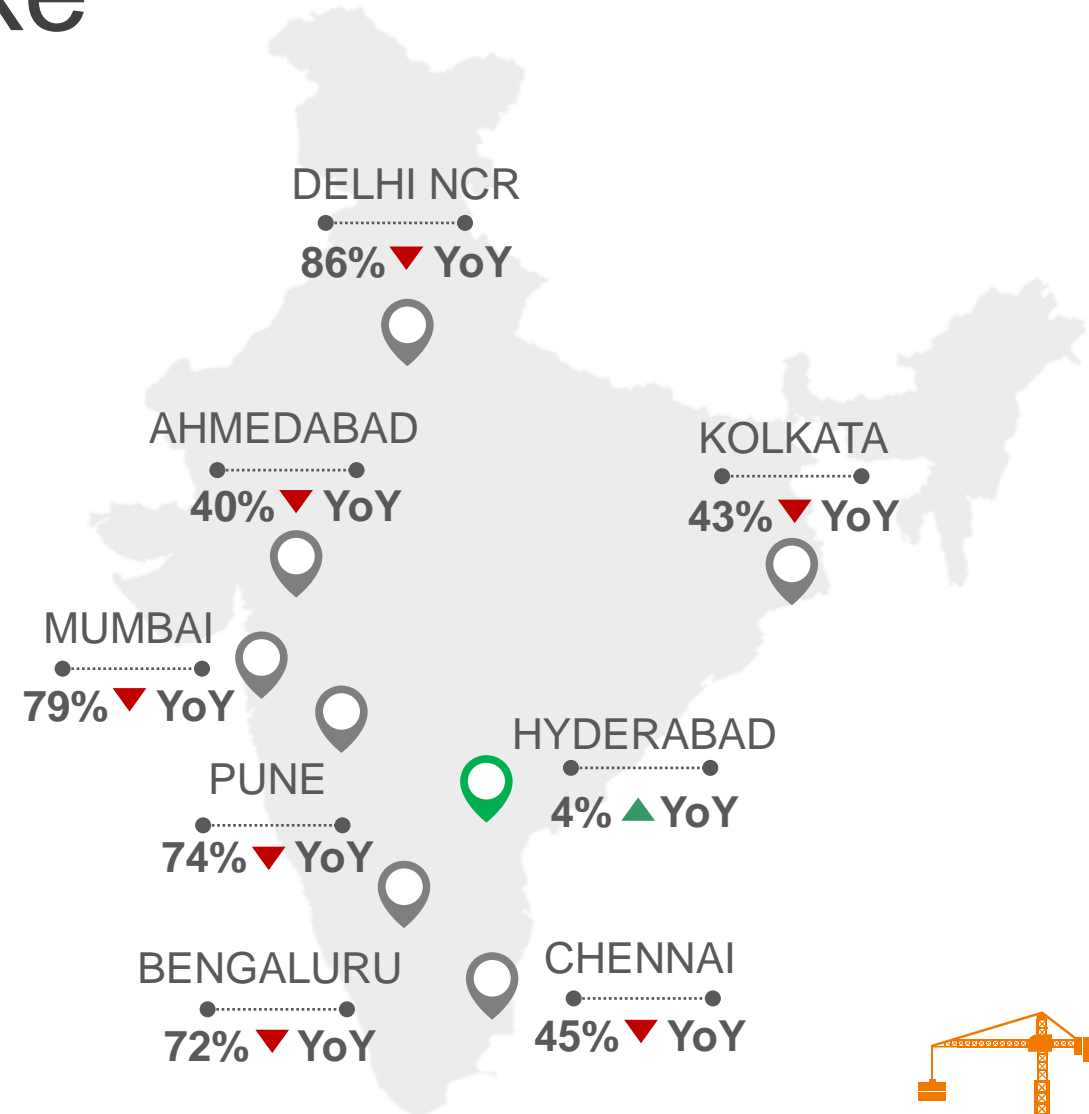 DELHI NCR
86% ▼ YoY
AHMEDABAD
40% ▼ YoY
KOLKATA
43% ▼ YoY
MUMBAI
79% ▼ YoY
HYDERABAD
4% ▲ YoY
PUNE
74% ▼ YoY
BENGALURU
72% ▼ YoY
CHENNAI
45% ▼ YoY